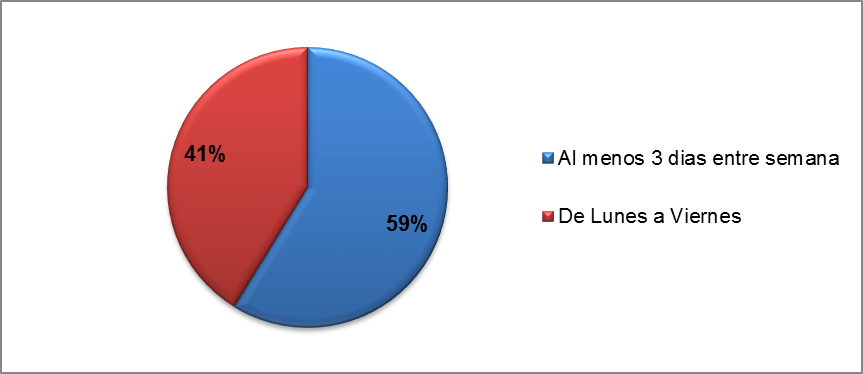 41%
59%
Al menos 3 dias entre semana
De Lunes a Viernes